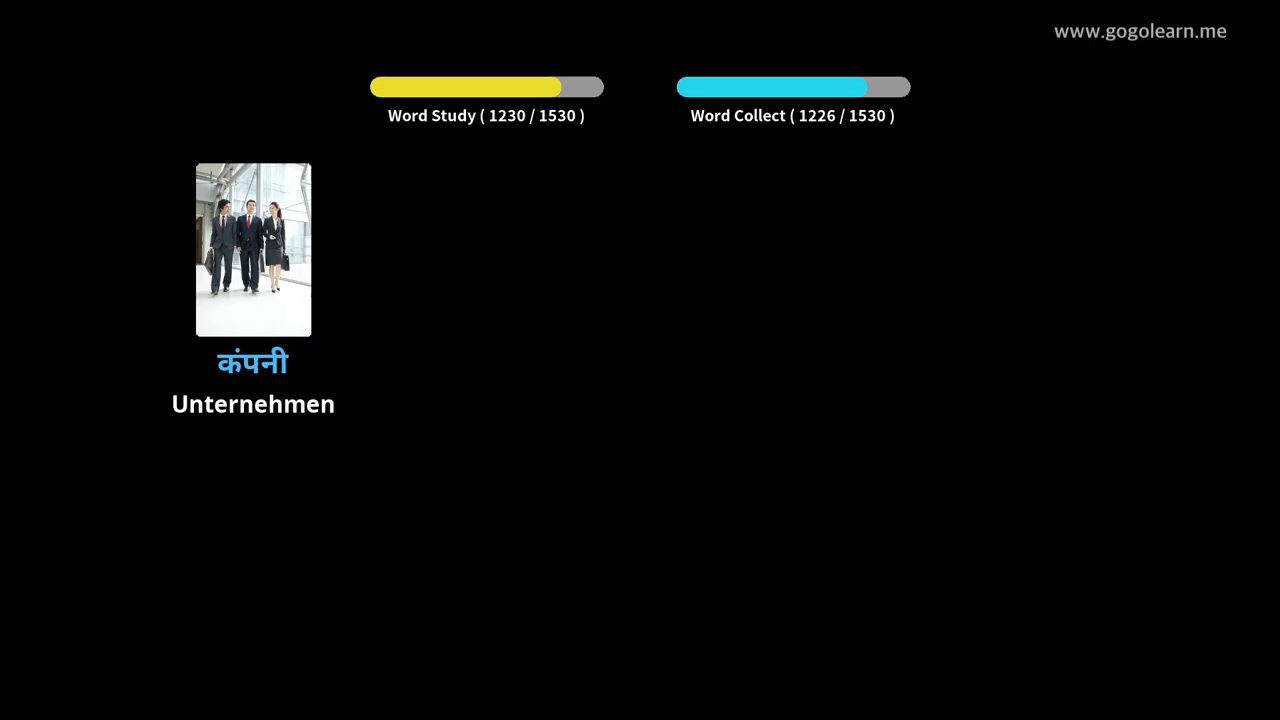 www.gogolearn.me
Word Study ( 1230 / 1530 )
Word Collect ( 1226 / 1530 )
कंपनी
Unternehmen